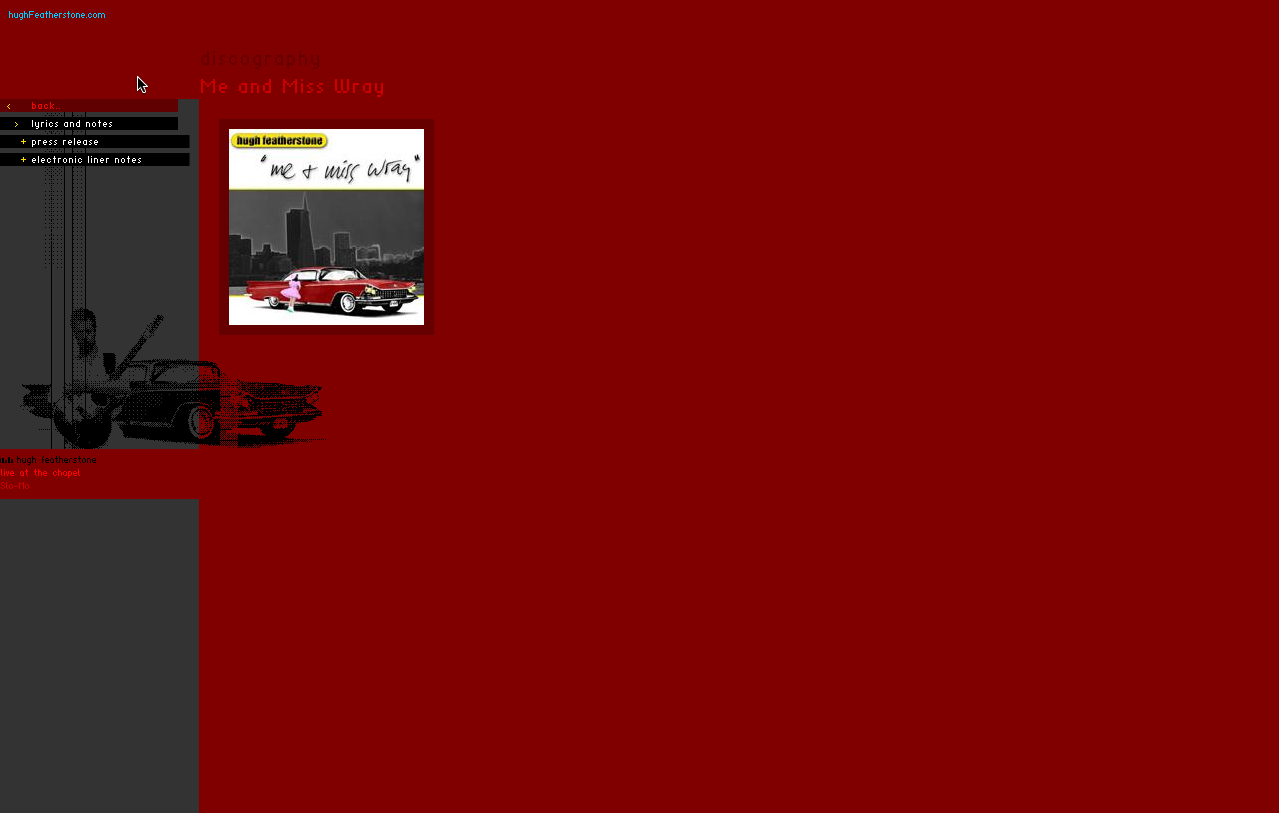 hughFeatherstone.com
discography
Me and Miss Wray
< back..
> lyrics and notes
+ press release
+ electronic liner notes
hugh featherstone
"me + miss wray"
hugh featherstone
live at the chapel
Slo-Mo